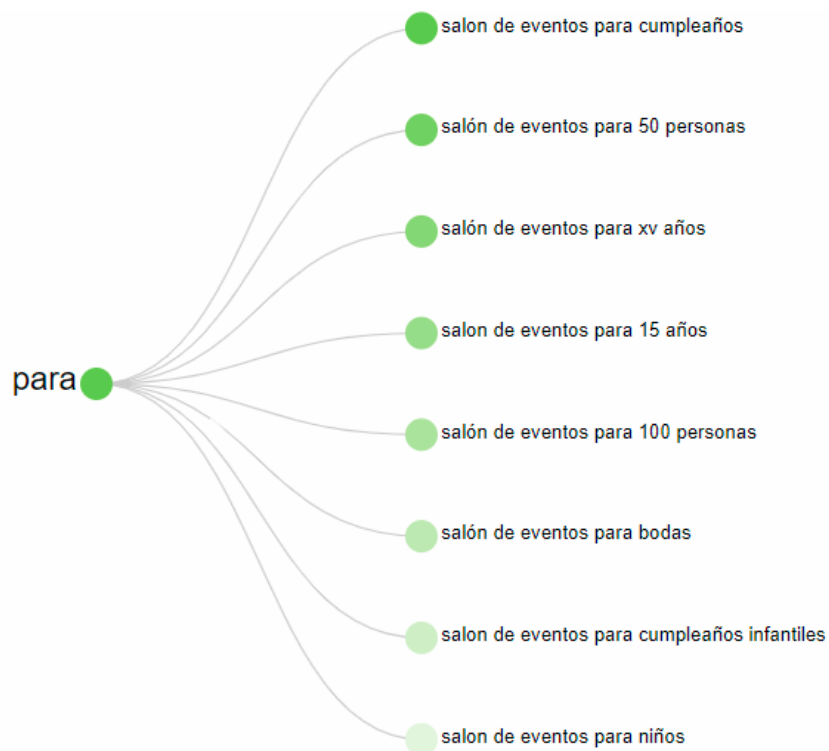 salon de eventos para cumpleaños
salón de eventos para 50 personas
salón de eventos para xv años
salon de eventos para 15 años
para
salón de eventos para 100 personas
salón de eventos para bodas
salon de eventos para cumpleaños infantiles
salon de eventos para niños